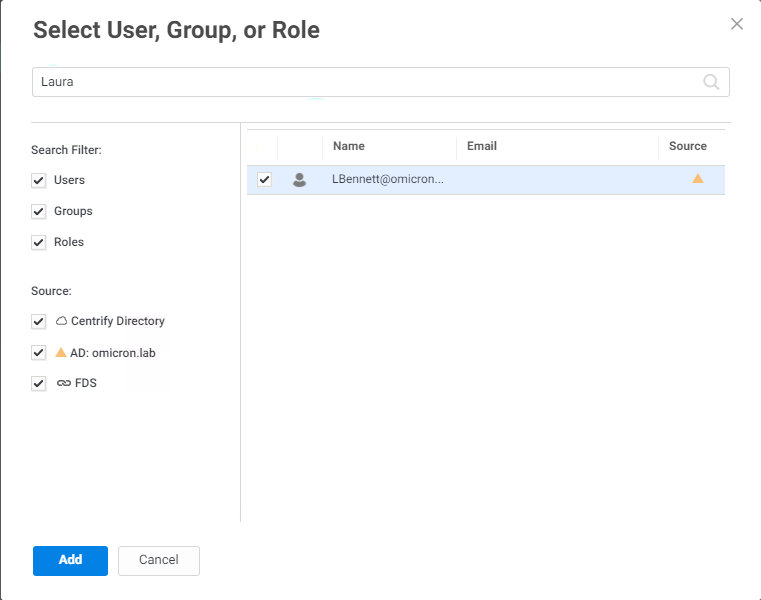 Select User, Group, or Role
Laura
Search Filter:
Users
Groups
Roles
Source:
Centrify Directory
AD: omicron.lab
FDS
Name Email Source
LBennett@omicron...
Add Cancel